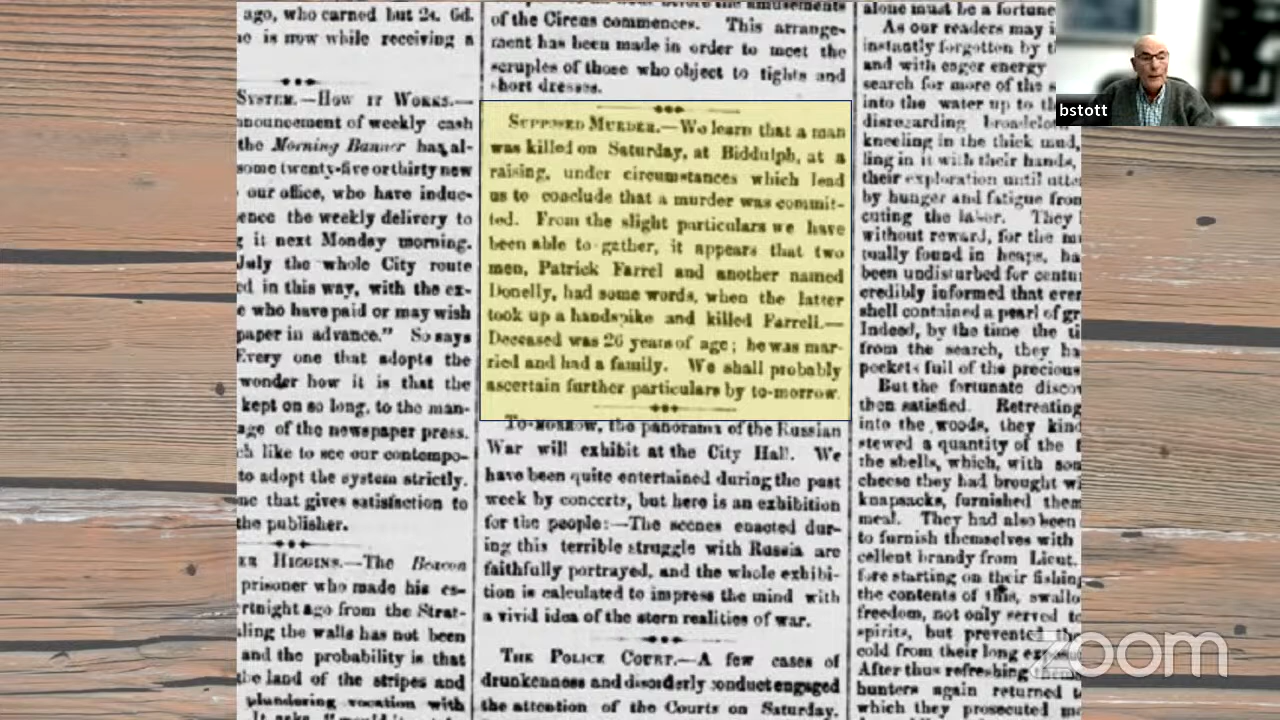 ago, who earned but 2s. 6d.
e is now while receiving a
SYSTEM.—HOW IT WORKS.—
nouncement of weekly cash
the Morning Banner has al-
some twenty-five or thirty new
our office, who have induc-
ence the weekly delivery to
g it next Monday morning.
July the whole City route
ed in this way, with the ex-
e who have paid or may wish
paper in advance." So says
Every one that adopts the
wonder how it is that the
kept on so long, to the man-
age of the newspaper press.
ch like to see our contempo-
to adopt the system strictly.
ne that gives satisfaction to
the publisher.
ER HIGGINS.—The Beacon
prisoner who made his es-
rtnight ago from the Strat-
ling the walls has not been
and the probability is that
the land of the stripes and
plundering vocation with
the amusements
of the Circus commences. This arrange-
ment has been made in order to meet the
scruples of those who object to tights and
short dresses.
SUPPOSED MURDER.—We learn that a man
was killed on Saturday, at Biddulph, at a
raising, under circumstances which lead
us to conclude that a murder was commit-
ted. From the slight particulars we have
been able to gather, it appears that two
men, Patrick Farrel and another named
Donelly, had some words, when the latter
took up a handspike and killed Farrell.—
Deceased was 26 years of age; he was mar-
ried and had a family. We shall probably
ascertain further particulars by to-morrow.
TO-MORROW, the panorama of the Russian
War will exhibit at the City Hall. We
have been quite entertained during the past
week by concerts, but here is an exhibition
for the people:—The scenes enacted dur-
ing this terrible struggle with Russia are
faithfully portrayed, and the whole exhibi-
tion is calculated to impress the mind with
a vivid idea of the stern realities of war.
THE POLICE COURT.—A few cases of
drunkenness and disorderly conduct engaged
the attention of the Courts on Saturday.
alone must be a fortune
As our readers may i
instantly forgotten by t
and with eager energy
search for more of the s
into the water up to th
disregarding broadclo
kneeling in the thick mud,
ling in it with their hands,
their exploration until utte
by hunger and fatigue from
cuting the labor. They
without reward, for the m
tually found in heaps, ha
been undisturbed for centu
credibly informed that ever
shell contained a pearl of gr
Indeed, by the time the ti
from the search, they ha
pockets full of the precious
But the fortunate disco
then satisfied. Retreating
into the woods, they kind
stewed a quantity of the
the shells, which, with som
cheese they had brought wi
knapsacks, furnished them
meal. They had also been
to furnish themselves with
cellent brandy from Lieut.
fore starting on their fishing
the contents of this, swallo
freedom, not only served to
spirits, but prevented the
cold from their long ex
After thus refreshing them
hunters again returned t
which they prosecuted
bstott
zoom